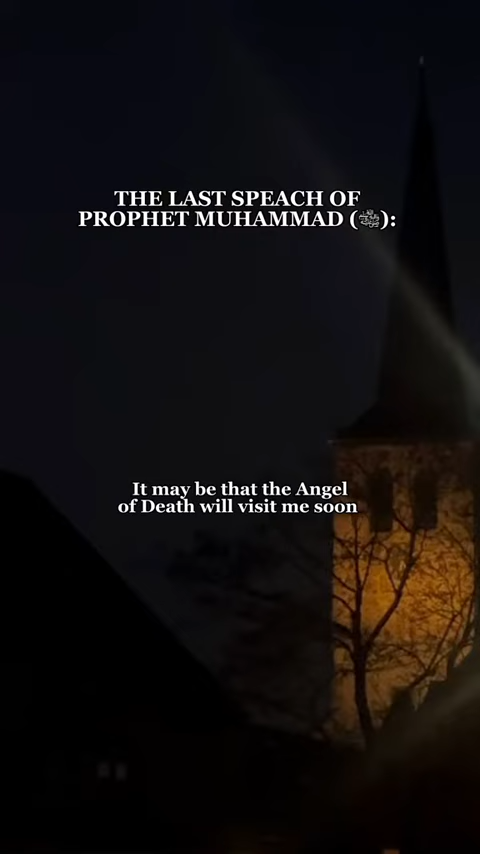 THE LAST SPEACH OF
PROPHET MUHAMMAD (ﷺ):
It may be that the Angel
of Death will visit me soon